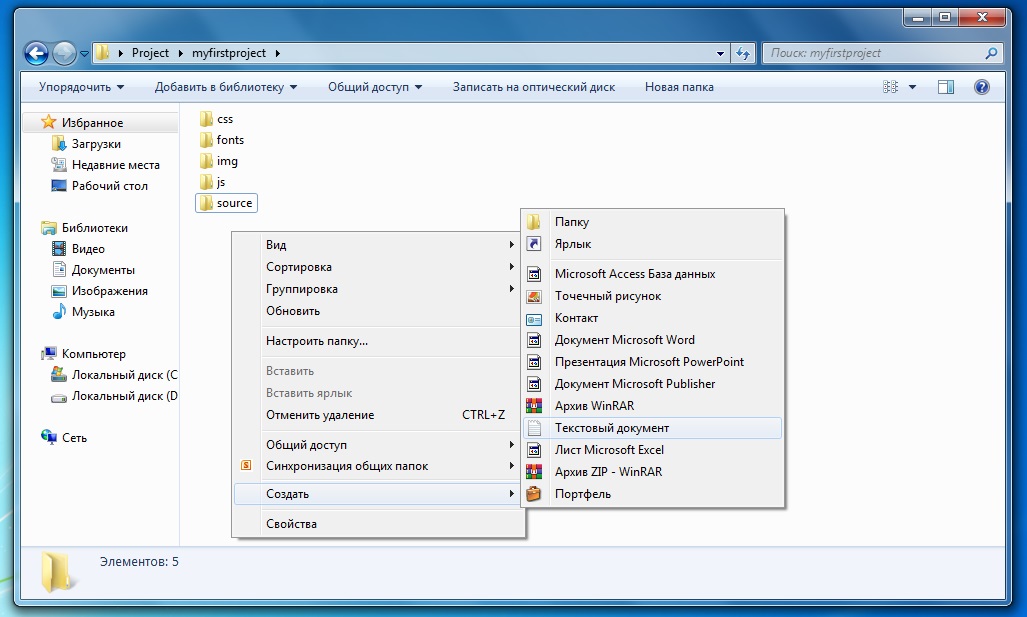 Project ▸ myfirstproject ▸
Поиск: myfirstproject
Упорядочить Добавить в библиотеку Общий доступ Записать на оптический диск Новая папка
Избранное
Загрузки
Недавние места
Рабочий стол
Библиотеки
Видео
Документы
Изображения
Музыка
Компьютер
Локальный диск (C
Локальный диск (D
Сеть
css
fonts
img
js
source
Вид
Сортировка
Группировка
Обновить
Настроить папку...
Вставить
Вставить ярлык
Отменить удаление CTRL+Z
Общий доступ
S Синхронизация общих папок
Создать
Свойства
Папку
Ярлык
Microsoft Access База данных
Точечный рисунок
Контакт
Документ Microsoft Word
Презентация Microsoft PowerPoint
Документ Microsoft Publisher
Архив WinRAR
Текстовый документ
Лист Microsoft Excel
Архив ZIP - WinRAR
Портфель
Элементов: 5